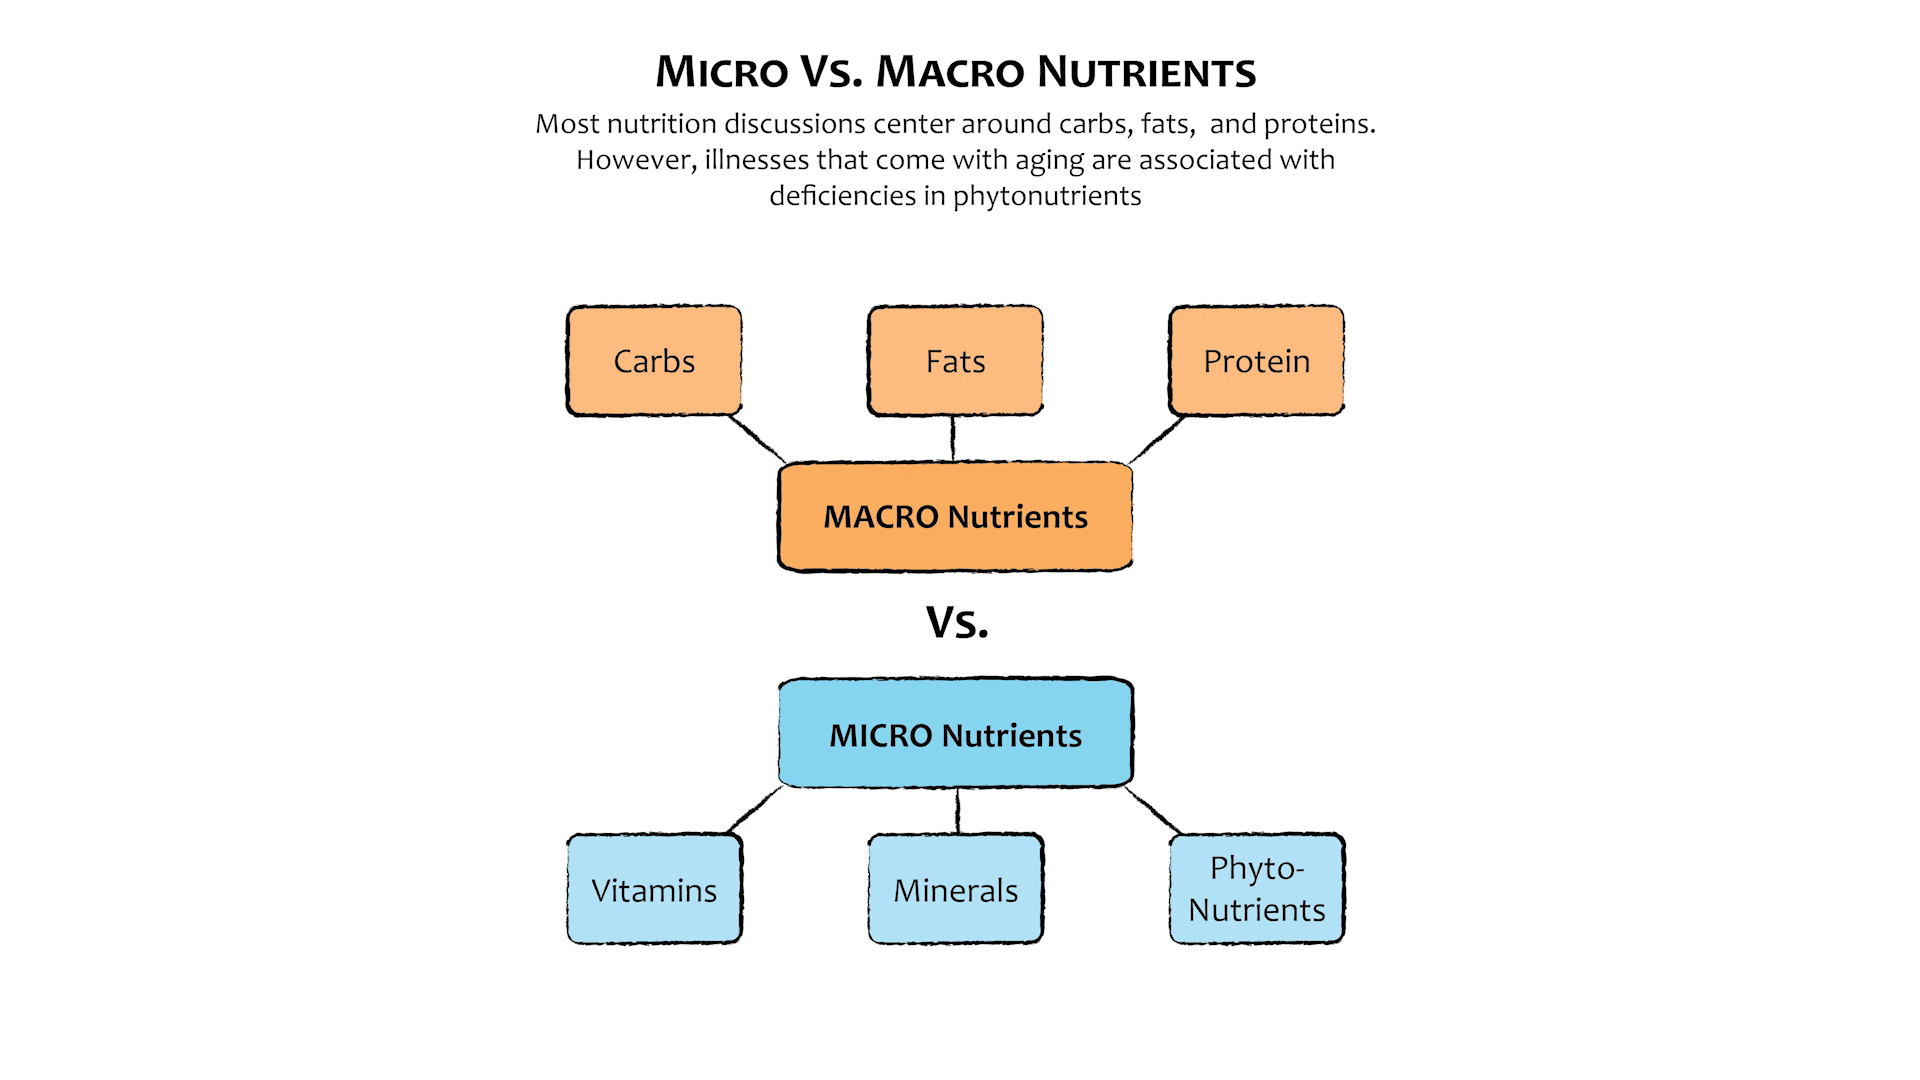 Micro Vs. Macro Nutrients
Most nutrition discussions center around carbs, fats,  and proteins.
However, illnesses that come with aging are associated with
deficiencies in phytonutrients
Carbs
Fats
Protein
MACRO Nutrients
Vs.
MICRO Nutrients
Vitamins
Minerals
Phyto-
Nutrients